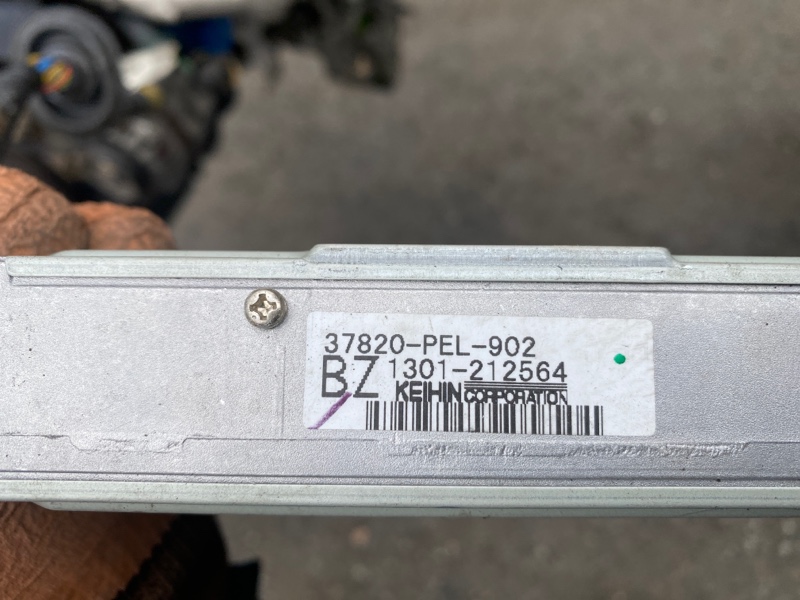 37820-PEL-902
BZ 1301-212564
KEIHIN CORPORATION